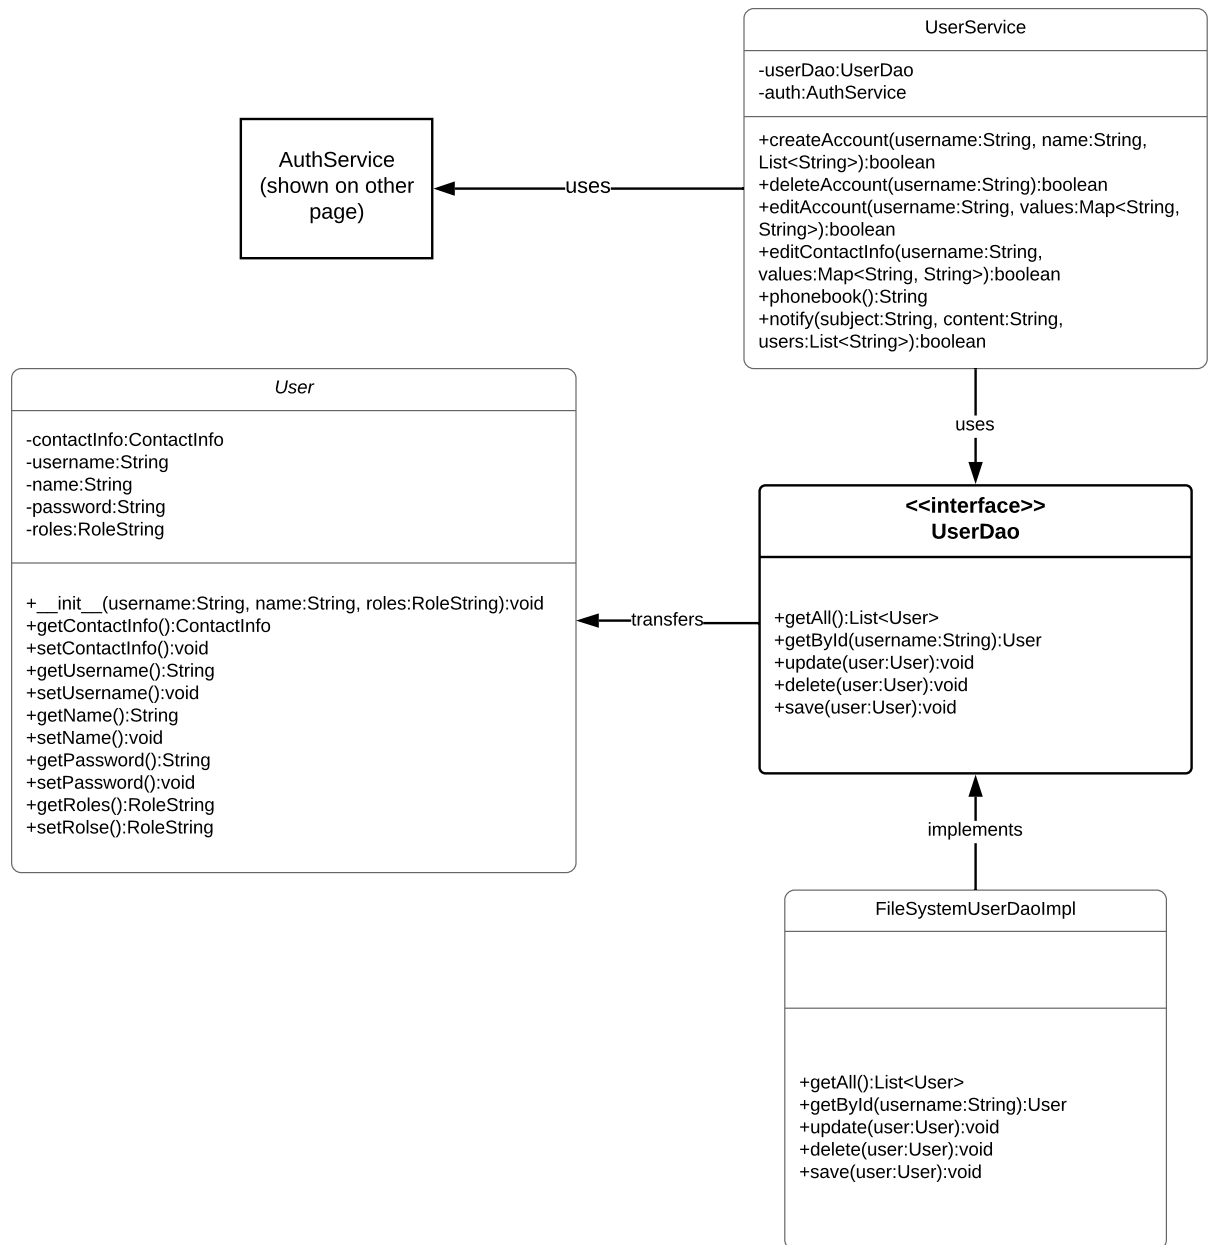 UserService
-userDao:UserDao
-auth:AuthService
+createAccount(username:String, name:String,
List<String>):boolean
+deleteAccount(username:String):boolean
+editAccount(username:String, values:Map<String,
String>):boolean
+editContactInfo(username:String,
values:Map<String, String>):boolean
+phonebook():String
+notify(subject:String, content:String,
users:List<String>):boolean
AuthService
(shown on other
page)
uses
User
-contactInfo:ContactInfo
-username:String
-name:String
-password:String
-roles:RoleString
+__init__(username:String, name:String, roles:RoleString):void
+getContactInfo():ContactInfo
+setContactInfo():void
+getUsername():String
+setUsername():void
+getName():String
+setName():void
+getPassword():String
+setPassword():void
+getRoles():RoleString
+setRolse():RoleString
uses
<<interface>>
UserDao
+getAll():List<User>
+getById(username:String):User
+update(user:User):void
+delete(user:User):void
+save(user:User):void
transfers
implements
FileSystemUserDaoImpl
+getAll():List<User>
+getById(username:String):User
+update(user:User):void
+delete(user:User):void
+save(user:User):void